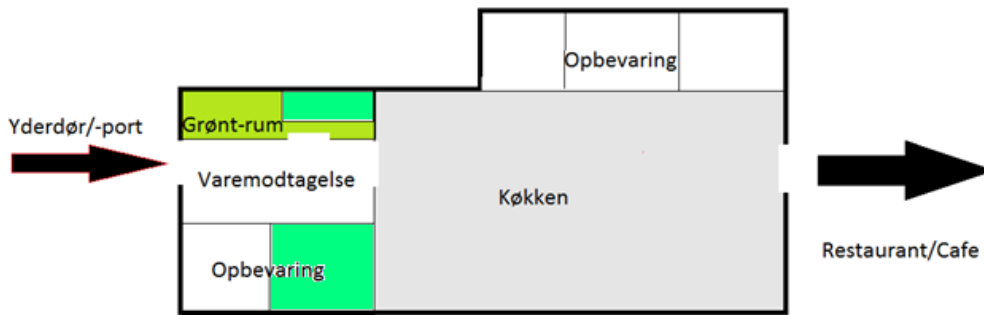 Opbevaring
Yderdør/-port
Grønt-rum
Varemodtagelse
Køkken
Opbevaring
Restaurant/Cafe